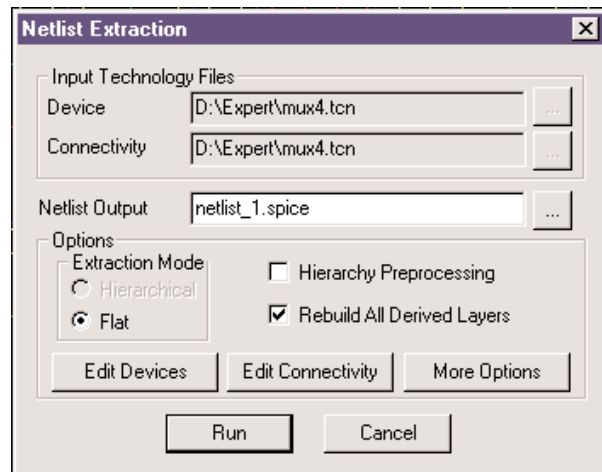 Netlist Extraction
Input Technology Files
Device D:\Expert\mux4.tcn ...
Connectivity D:\Expert\mux4.tcn ...
Netlist Output netlist_1.spice ...
Options
Extraction Mode
Hierarchical
Flat
Hierarchy Preprocessing
Rebuild All Derived Layers
Edit Devices Edit Connectivity More Options
Run Cancel